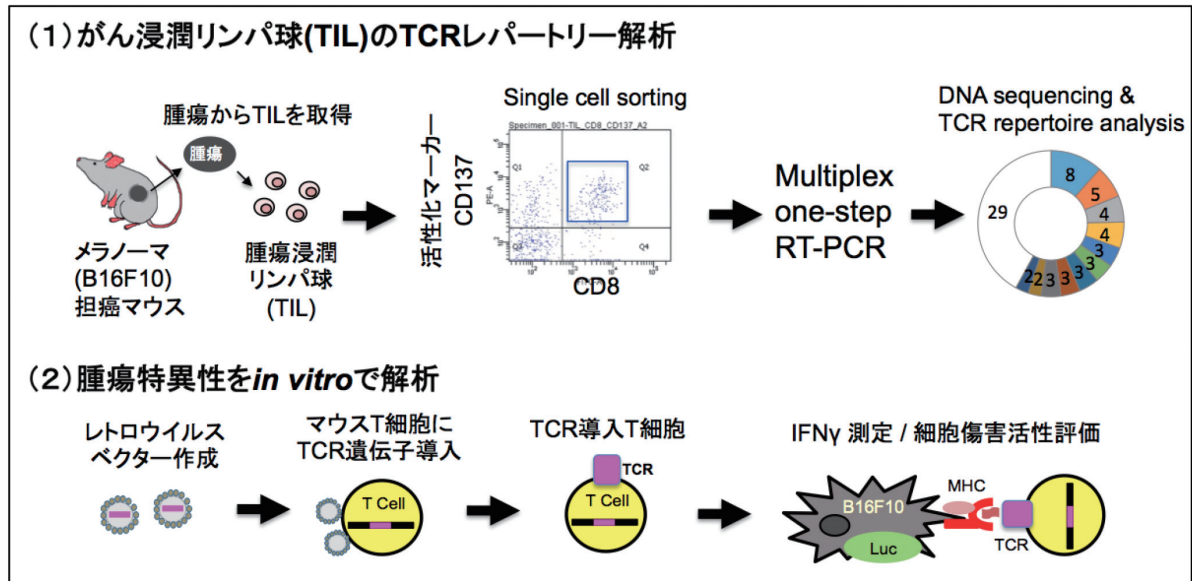 (1)がん浸潤リンパ球(TIL)のTCRレパートリー解析
腫瘍からTILを取得
腫瘍
メラノーマ
(B16F10)
担癌マウス
腫瘍浸潤
リンパ球
(TIL)
Single cell sorting
Specimen_001-TIL_CD8_CD137_A2
活性化マーカー
CD137
PE-A
Q1
Q2
Q4
CD8
Multiplex
one-step
RT-PCR
DNA sequencing &
TCR repertoire analysis
29
8
5
4
4
3
3
3
3
3
2
2
(2)腫瘍特異性をin vitroで解析
レトロウイルス
ベクター作成
マウスT細胞に
TCR遺伝子導入
T Cell
TCR導入T細胞
TCR
T Cell
IFNγ 測定 / 細胞傷害活性評価
B16F10
Luc
MHC
TCR